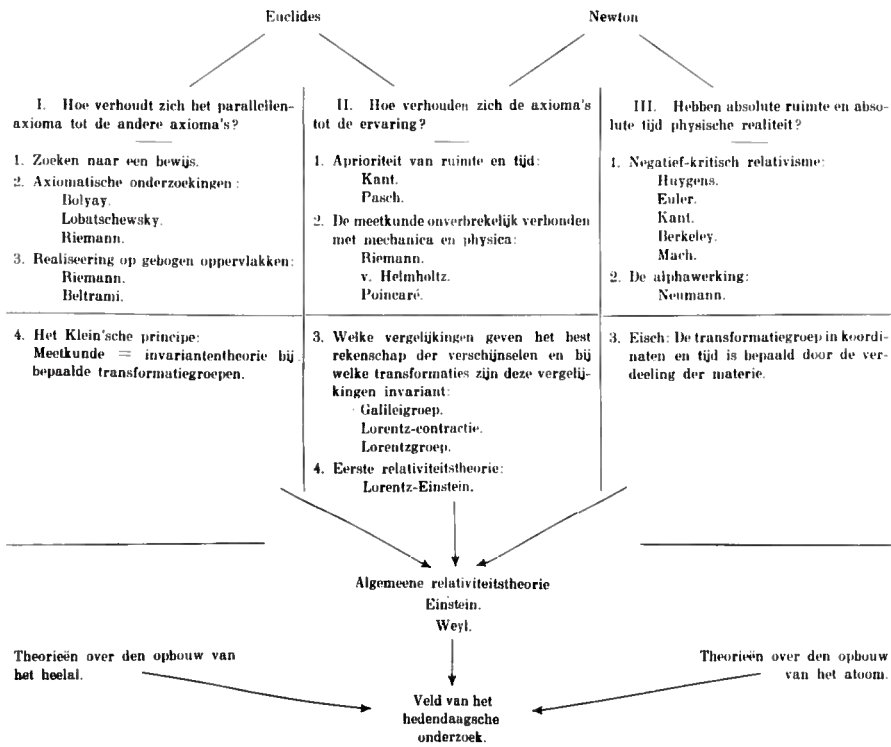 Euclides
Newton
I. Hoe verhoudt zich het parallellen-
axioma tot de andere axioma's?
1. Zoeken naar een bewijs.
2. Axiomatische onderzoekingen:
Bolyay.
Lobatschewsky.
Riemann.
3. Realiseering op gebogen oppervlakken:
Riemann.
Beltrami.
4. Het Klein'sche principe:
Meetkunde = invariantentheorie bij
bepaalde transformatiegroepen.
II. Hoe verhouden zich de axioma's
tot de ervaring?
1. Aprioriteit van ruimte en tijd:
Kant.
Pasch.
2. De meetkunde onverbrekelijk verbonden
met mechanica en physica:
Riemann.
v. Helmholtz.
Poincaré.
3. Welke vergelijkingen geven het best
rekenschap der verschijnselen en bij
welke transformaties zijn deze vergelij-
kingen invariant:
Galileigroep.
Lorentz-contractie.
Lorentzgroep.
4. Eerste relativiteitstheorie:
Lorentz-Einstein.
III. Hebben absolute ruimte en abso-
lute tijd physische realiteit?
1. Negatief-kritisch relativisme:
Huygens.
Euler.
Kant.
Berkeley.
Mach.
2. De alphawerking:
Neumann.
3. Eisch: De transformatiegroep in koordi-
naten en tijd is bepaald door de ver-
deeling der materie.
Algemeene relativiteitstheorie
Einstein.
Weyl.
Theorieën over den opbouw van
het heelal.
Theorieën over den opbouw
van het atoom.
Veld van het
hedendaagsche
onderzoek.